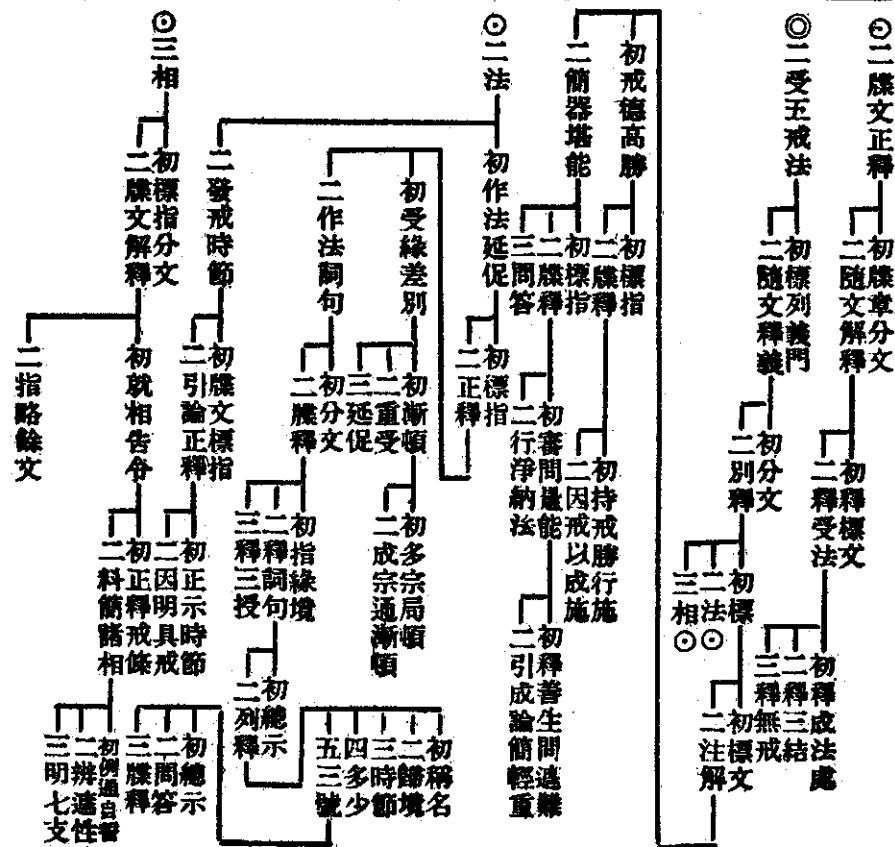 ⊙二牒文正釋
初牒章分文
二隨文解釋
初釋標文
二釋受法
初釋成法處
二釋三結
三釋無戒
◎二受五戒法
初標列義門
二隨文釋義
初分文
二別釋
初標
二法⊙
三相⊙
初標文
二注解
初戒德高勝
二簡器堪能
初標指
二牒釋
初標指
二牒釋
三問答
初持戒勝行施
二因戒以成施
初審問量能
二行淨納法
初釋善生問遮難
二引成論簡輕重
⊙二法
初作法延促
二發戒時節
初標指
二正釋
初受緣差別
二作法詞句
初漸頓
二重受
三延促
初多宗局頓
二成宗通漸頓
初分文
二牒釋
初指緣境
二釋詞句
三釋三授
初總示
二列釋
初稱名
二歸境
三時節
四多少
五三號
初總示
二問答
三牒釋
初牒文標指
二引論正釋
初正示時節
二因明具戒
⊙三相
初標指分文
二牒文解釋
初就相告令
二指略餘文
初正釋戒條
二料簡諸相
初例通自誓
二辨遮性
三明七支